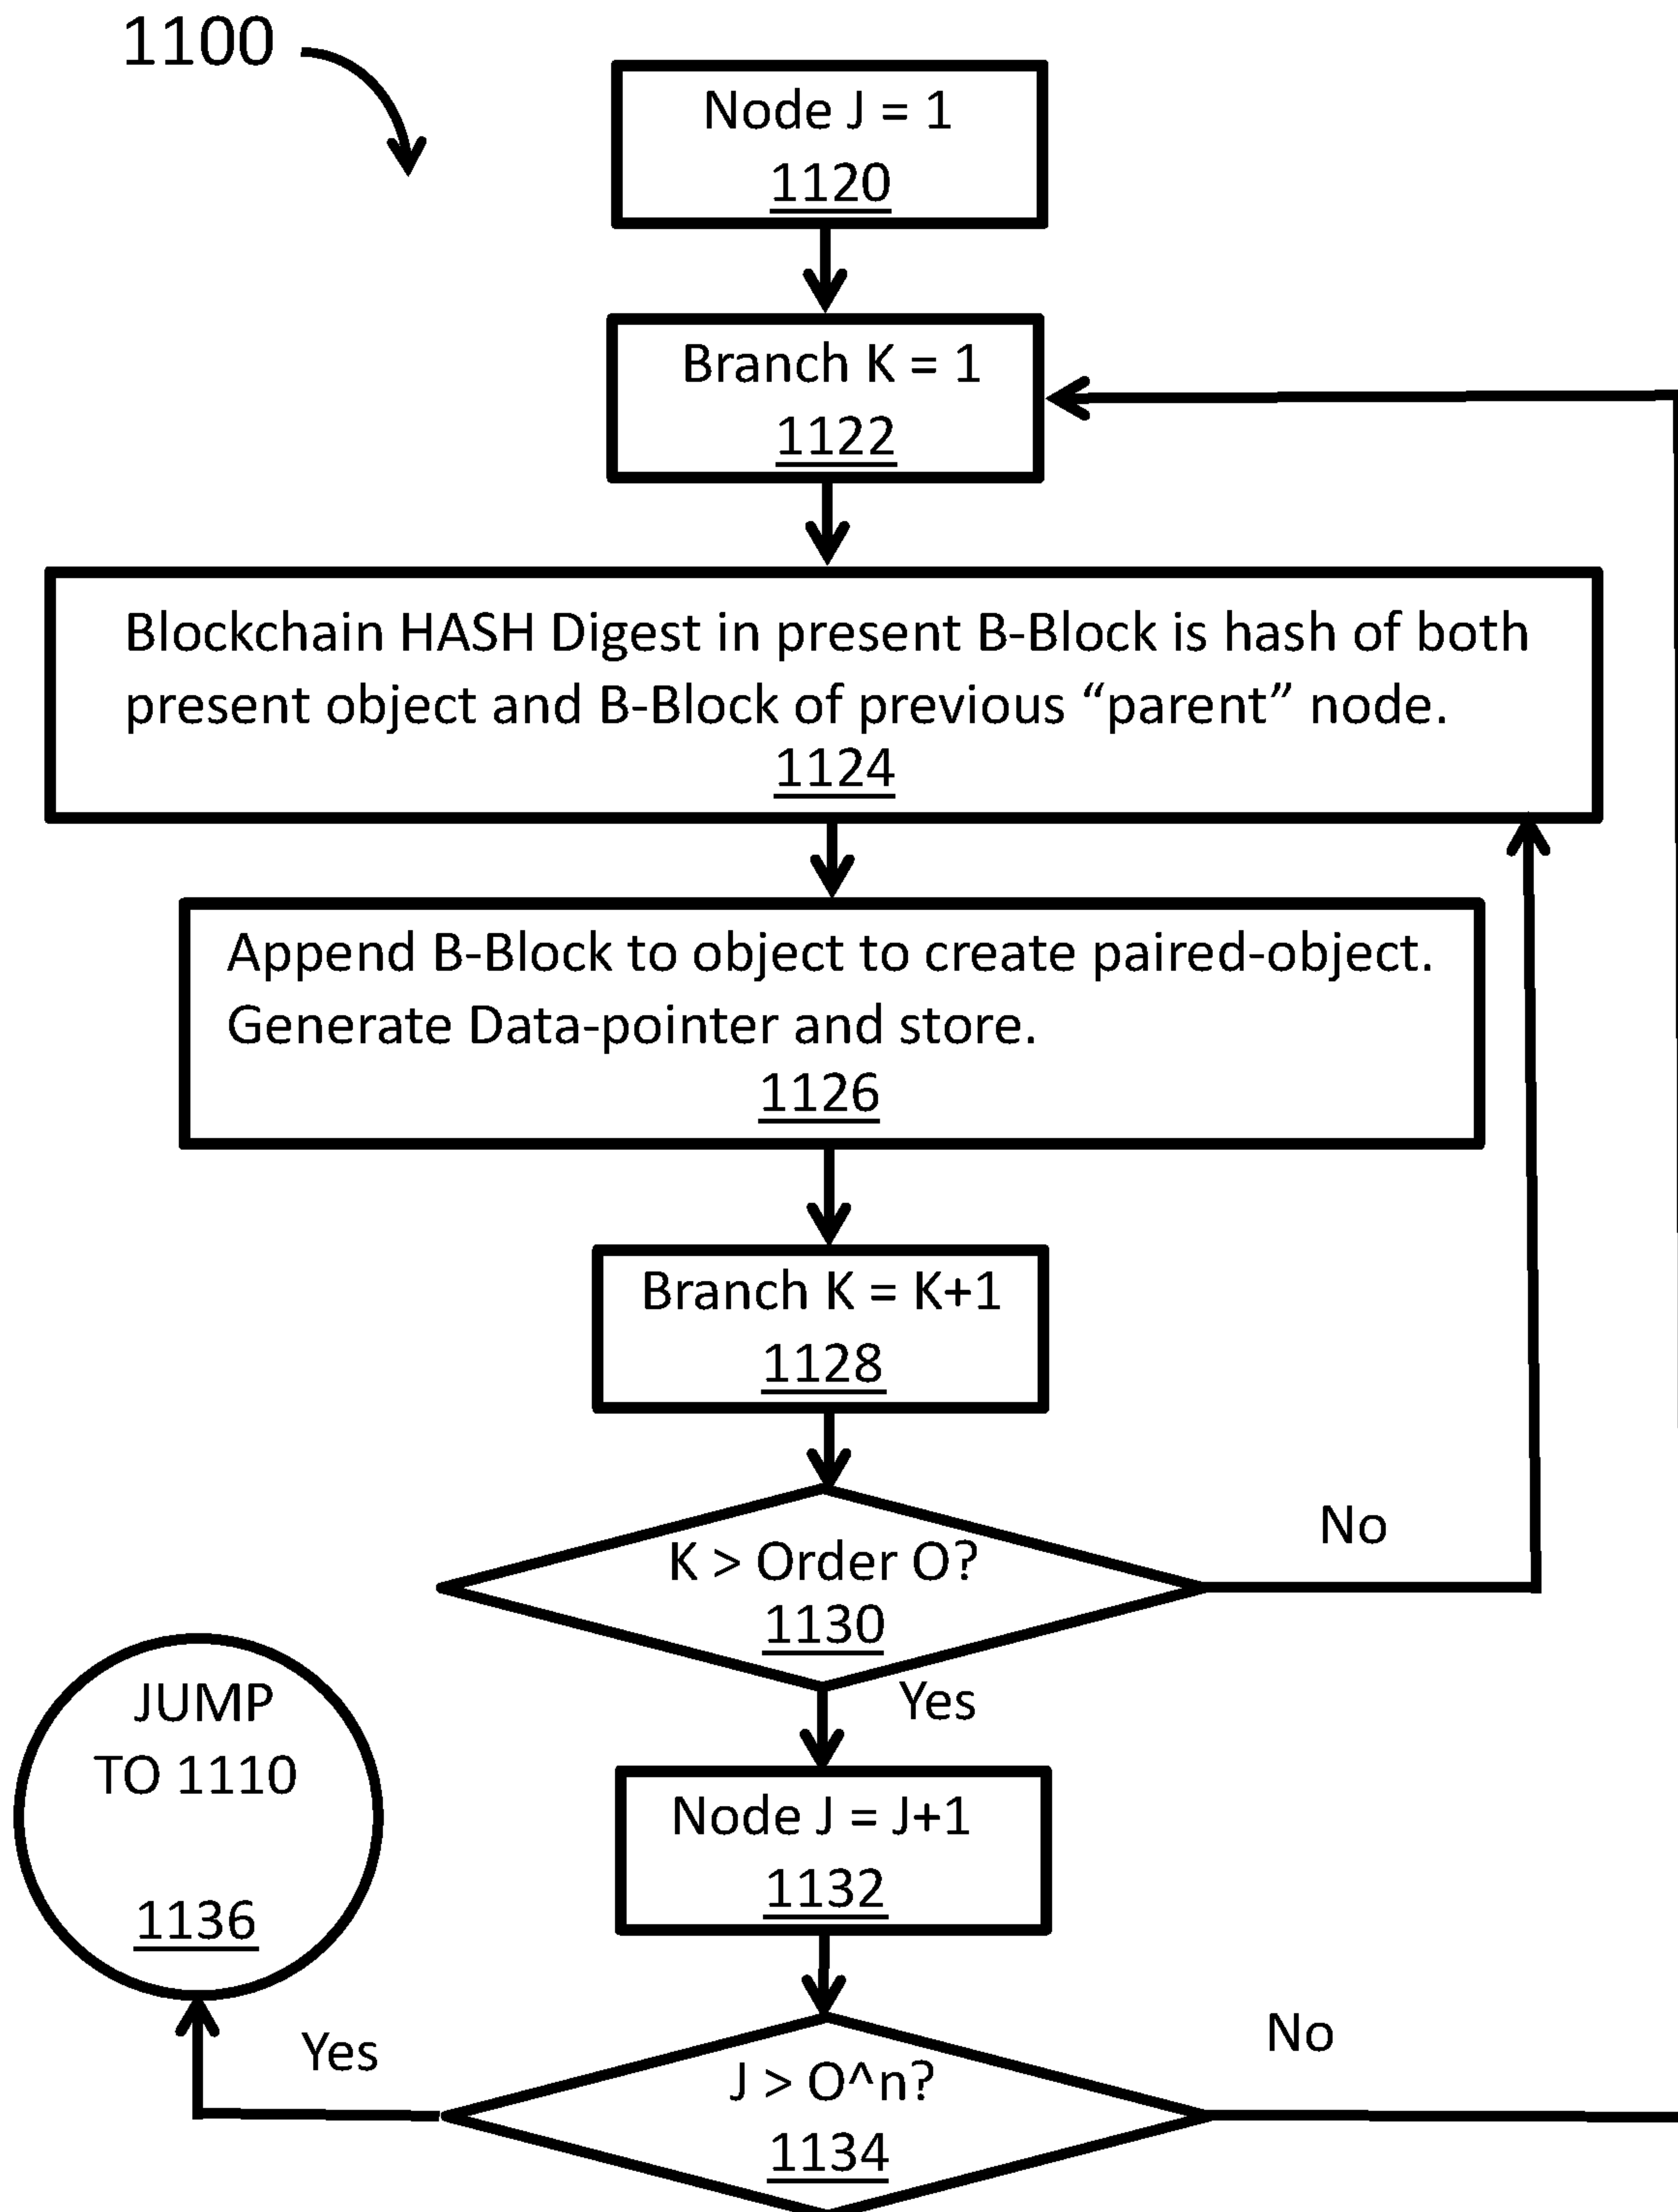 1100
Node J = 1
1120
Branch K = 1
1122
Blockchain HASH Digest in present B-Block is hash of both
present object and B-Block of previous “parent” node.
1124
Append B-Block to object to create paired-object.
Generate Data-pointer and store.
1126
Branch K = K+1
1128
K > Order O?
1130
No
Yes
JUMP
TO 1110
1136
Node J = J+1
1132
J > O^n?
1134
Yes
No